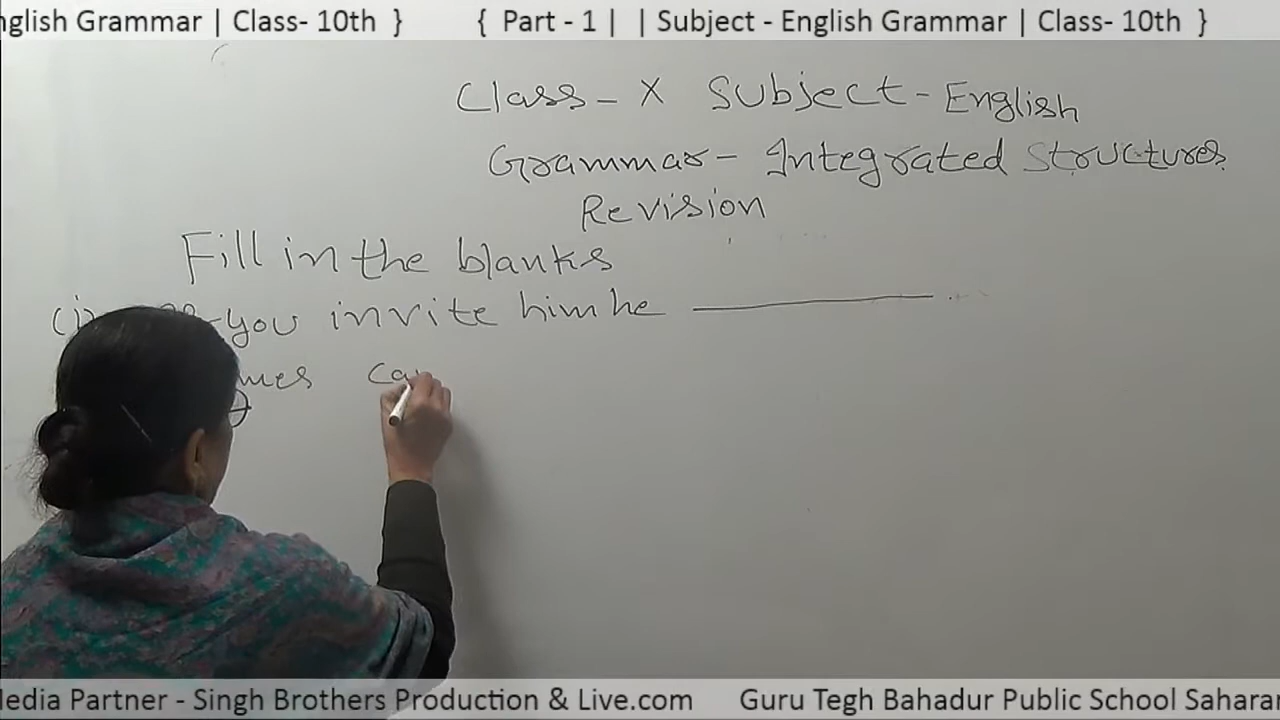 nglish Grammar | Class- 10th } { Part - 1 | | Subject - English Grammar | Class- 10th }
Class - X Subject - English
Grammar - Integrated Structures
Revision
Fill in the blanks
you invite him he ________
Media Partner - Singh Brothers Production & Live.com Guru Tegh Bahadur Public School Sahara